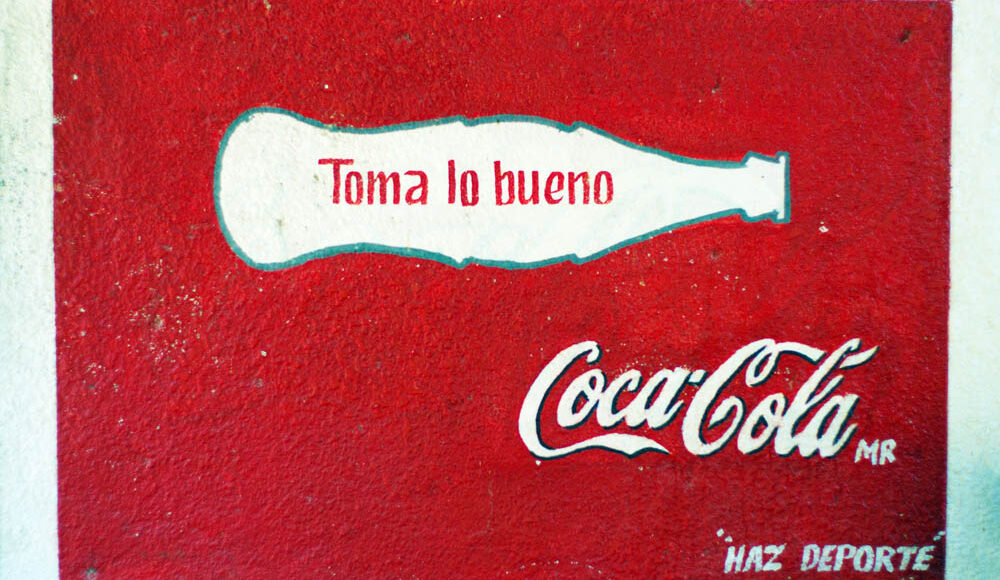 Toma lo bueno
Coca-Cola
MR
"HAZ DEPORTE"